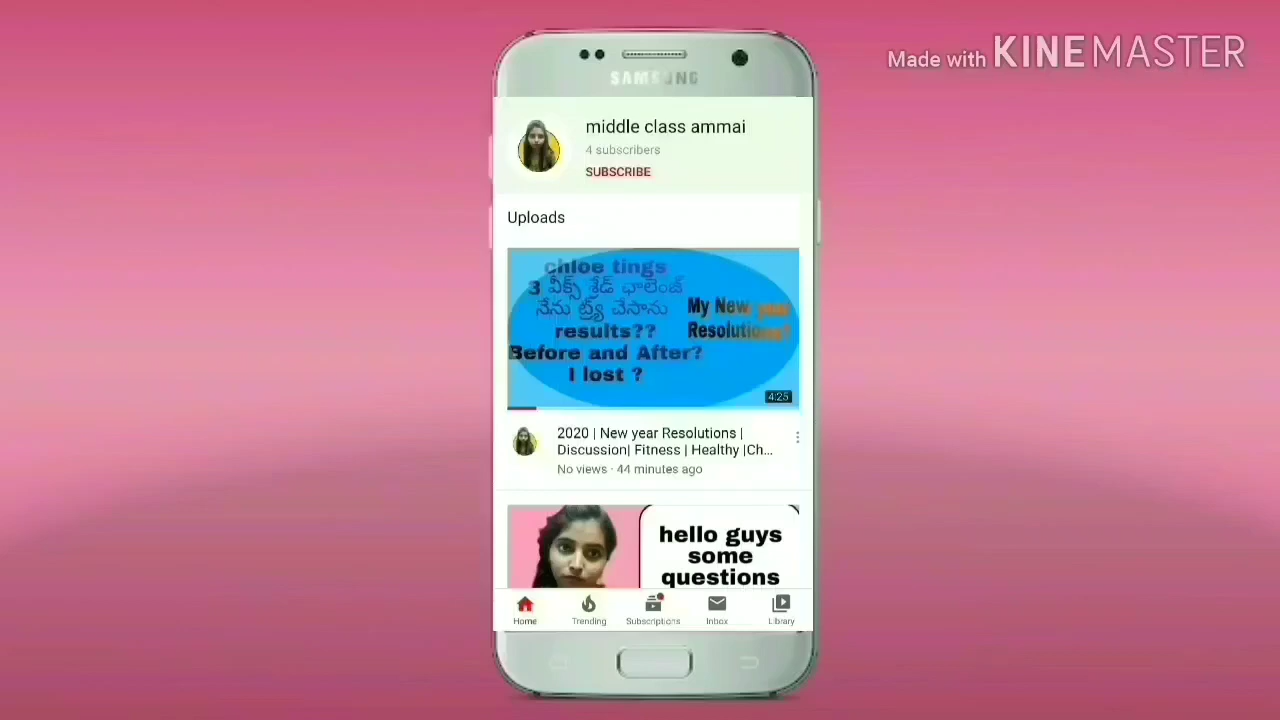 Made with KINEMASTER
SAMSUNG
middle class ammai
4 subscribers
SUBSCRIBE
Uploads
chloe tings
3 వీక్స్ శ్రేడ్ ఛాలెంజ్
నేను ట్ర్య్ చేసాను
results??
Before and After?
I lost ?
My New year
Resolutions?
4:25
2020 | New year Resolutions |
Discussion| Fitness | Healthy |Ch...
No views · 44 minutes ago
hello guys
some
questions
Home
Trending
Subscriptions
Inbox
Library